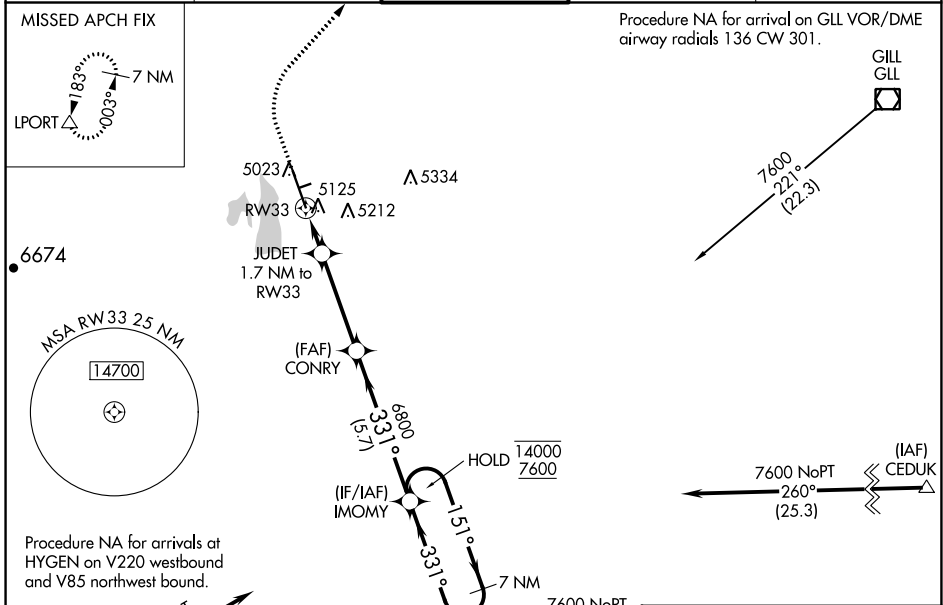 MISSED APCH FIX
183°
003°
7 NM
LPORT
Procedure NA for arrival on GLL VOR/DME
airway radials 136 CW 301.
GILL
GLL
7600
221°
(22.3)
5023
5125
5334
RW33
5212
6674
JUDET
1.7 NM to
RW33
MSA RW33 25 NM
14700
(FAF)
CONRY
6800
331°
(5.7)
HOLD
14000
7600
(IF/IAF)
IMOMY
151°
331°
7 NM
(IAF)
CEDUK
7600 NoPT
260°
(25.3)
Procedure NA for arrivals at
HYGEN on V220 westbound
and V85 northwest bound.
7600 NoPT